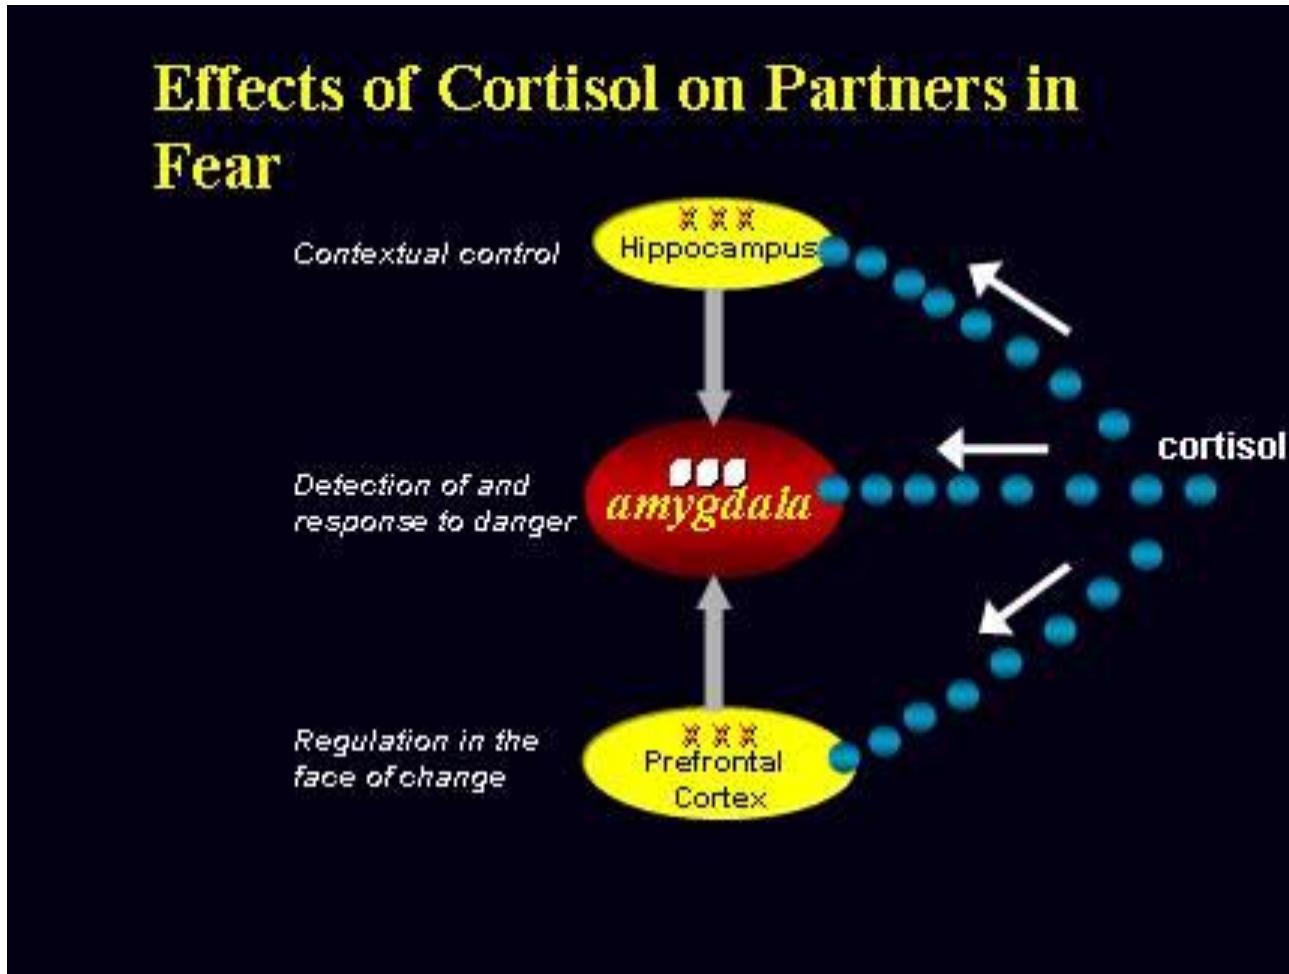 Effects of Cortisol on Partners in
Fear
Contextual control
Hippocampus
cortisol
Detection of and
response to danger
amygdala
Regulation in the
face of change
Prefrontal
Cortex